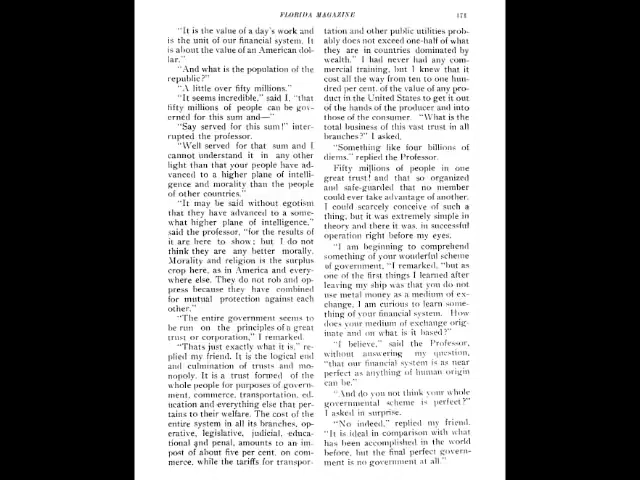 FLORIDA MAGAZINE 171
"It is the value of a day's work and
is the unit of our financial system. It
is about the value of an American dol-
lar."
"And what is the population of the
republic?"
"A little over fifty millions."
"It seems incredible," said I, "that
fifty millions of people can be gov-
erned for this sum and—"
"Say served for this sum!" inter-
rupted the professor.
"Well served for that sum and I
cannot understand it in any other
light than that your people have ad-
vanced to a higher plane of intelli-
gence and morality than the people
of other countries."
"It may be said without egotism
that they have advanced to a some-
what higher plane of intelligence,"
said the professor, "for the results of
it are here to show; but I do not
think they are any better morally.
Morality and religion is the surplus
crop here, as in America and every-
where else. They do not rob and op-
press because they have combined
for mutual protection against each
other."
"The entire government seems to
be run on the principles of a great
trust or corporation," I remarked.
"Thats just exactly what it is," re-
plied my friend. It is the logical end
and culmination of trusts and mo-
nopoly. It is a trust formed of the
whole people for purposes of govern-
ment, commerce, transportation, ed-
ucation and everything else that per-
tains to their welfare. The cost of the
entire system in all its branches, op-
erative, legislative, judicial, educa-
tional and penal, amounts to an im-
post of about five per cent. on com-
merce, while the tariffs for transpor-
tation and other public utilities prob-
ably does not exceed one-half of what
they are in countries dominated by
wealth." I had never had any com-
mercial training, but I knew that it
cost all the way from ten to one hun-
dred per cent. of the value of any pro-
duct in the United States to get it out
of the hands of the producer and into
those of the consumer. "What is the
total business of this vast trust in all
branches?" I asked.
"Something like four billions of
diems," replied the Professor.
Fifty millions of people in one
great trust! and that so organized
and safe-guarded that no member
could ever take advantage of another.
I could scarcely conceive of such a
thing, but it was extremely simple in
theory and there it was, in successful
operation right before my eyes.
"I am beginning to comprehend
something of your wonderful scheme
of government, "I remarked, "but as
one of the first things I learned after
leaving my ship was that you do not
use metal money as a medium of ex-
change, I am curious to learn some-
thing of your financial system. How
does your medium of exchange orig-
inate and on what is it based?"
"I believe," said the Professor,
without answering my question,
"that our financial system is as near
perfect as anything of human origin
can be."
"And do you not think your whole
governmental scheme is perfect?"
I asked in surprise.
"No indeed," replied my friend.
"It is ideal in comparison with what
has been accomplished in the world
before, but the final perfect govern-
ment is no government at all."